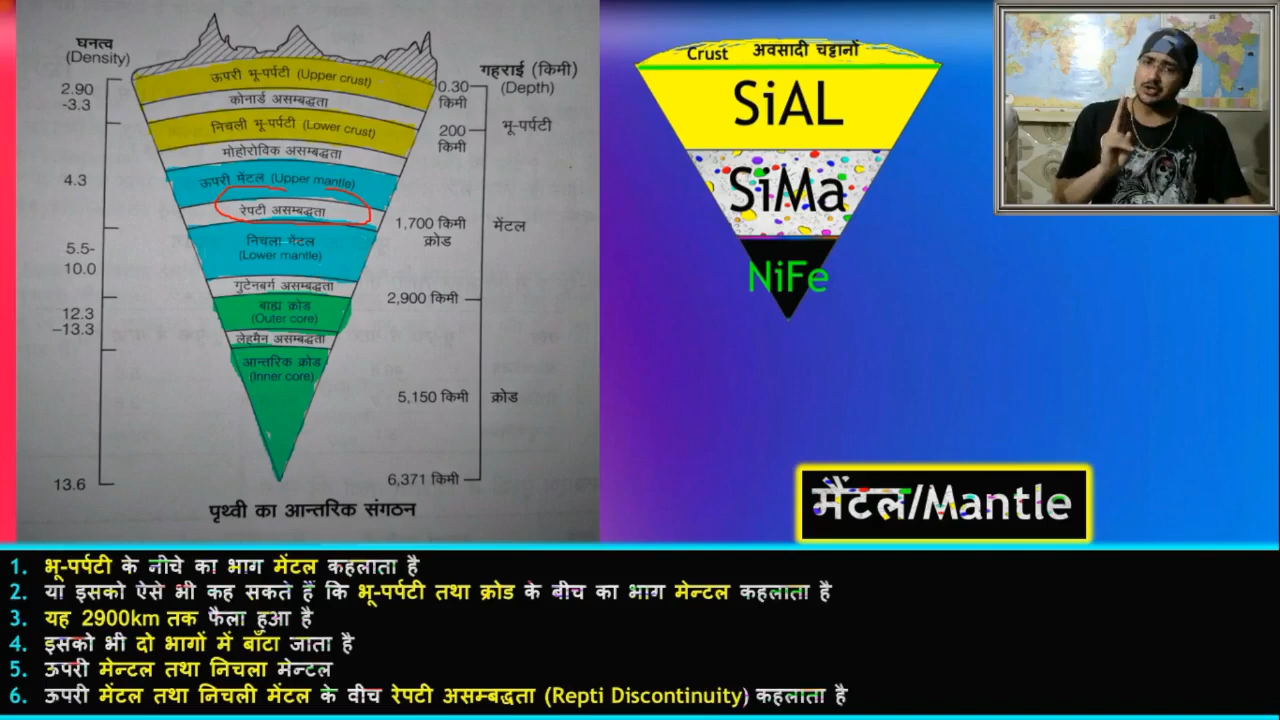 घनत्व
(Density)
2.90
-3.3
4.3
5.5-
10.0
12.3
–13.3
13.6
ऊपरी भू-पर्पटी (Upper crust)
कोनार्ड असम्बद्धता
निचली भू-पर्पटी (Lower crust)
मोहोरोविक असम्बद्धता
ऊपरी मेंटल (Upper mantle)
रेपटी असम्बद्धता
निचला मेंटल
(Lower mantle)
गुटेनबर्ग असम्बद्धता
बाह्य क्रोड
(Outer core)
लेहमैन असम्बद्धता
आन्तरिक क्रोड
(Inner core)
गहराई (किमी)
(Depth)
0.30
किमी
200
किमी
भू-पर्पटी
1,700 किमी
क्रोड
मेंटल
2,900 किमी
5,150 किमी
क्रोड
6,371 किमी
पृथ्वी का आन्तरिक संगठन
Crust अवसादी चट्टानों
SiAL
SiMa
NiFe
मैंटल/Mantle
1. भू-पर्पटी के नीचे का भाग मेंटल कहलाता है
2. या इसको ऐसे भी कह सकते हैं कि भू-पर्पटी तथा क्रोड के बीच का भाग मेन्टल कहलाता है
3. यह 2900km तक फैला हुआ है
4. इसको भी दो भागों में बाँटा जाता है
5. ऊपरी मेन्टल तथा निचला मेन्टल
6. ऊपरी मेंटल तथा निचली मेंटल के वीच रेपटी असम्बद्धता (Repti Discontinuity) कहलाता है